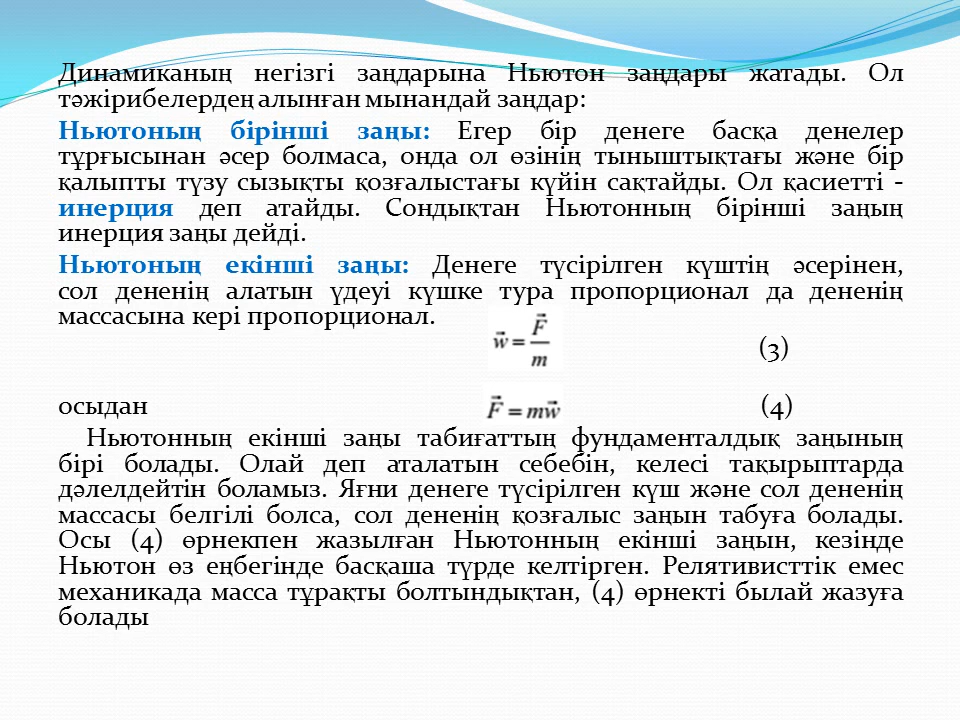 Динамиканың негізгі заңдарына Ньютон заңдары жатады. Ол
тәжірибелерден алынған мынандай заңдар:
Ньютоның бірінші заңы: Егер бір денеге басқа денелер
тұрғысынан әсер болмаса, онда ол өзінің тыныштықтағы және бір
қалыпты түзу сызықты қозғалыстағы күйін сақтайды. Ол қасиетті -
инерция деп атайды. Сондықтан Ньютонның бірінші заңың
инерция заңы дейді.
Ньютоның екінші заңы: Денеге түсірілген күштің әсерінен,
сол дененің алатын үдеуі күшке тура пропорционал да дененің
массасына кері пропорционал.
w⃗ = F⃗/m (3)
осыдан F⃗ = mw⃗ (4)
Ньютонның екінші заңы табиғаттың фундаменталдық заңының
бірі болады. Олай деп аталатын себебін, келесі тақырыптарда
дәлелдейтін боламыз. Яғни денеге түсірілген күш және сол дененің
массасы белгілі болса, сол дененің қозғалыс заңын табуға болады.
Осы (4) өрнекпен жазылған Ньютонның екінші заңын, кезінде
Ньютон өз еңбегінде басқаша түрде келтірген. Релятивисттік емес
механикада масса тұрақты болтындықтан, (4) өрнекті былай жазуға
болады